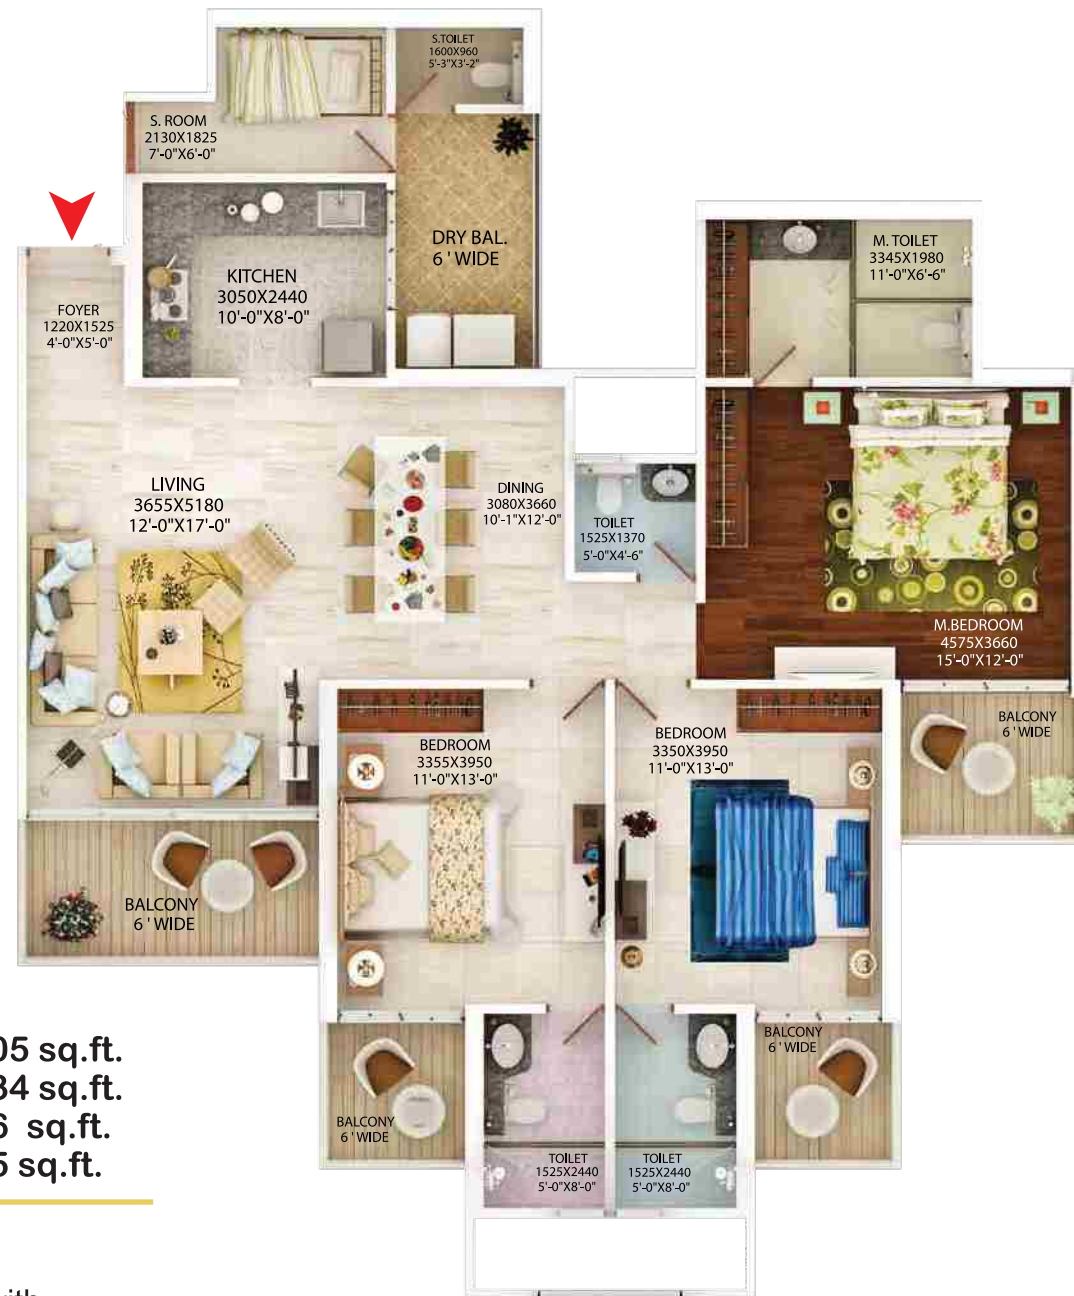 S.TOILET
1600X960
5'-3"X3'-2"
S. ROOM
2130X1825
7'-0"X6'-0"
DRY BAL.
6 ' WIDE
M. TOILET
3345X1980
11'-0"X6'-6"
KITCHEN
3050X2440
10'-0"X8'-0"
FOYER
1220X1525
4'-0"X5'-0"
LIVING
3655X5180
12'-0"X17'-0"
DINING
3080X3660
10'-1"X12'-0"
TOILET
1525X1370
5'-0"X4'-6"
M.BEDROOM
4575X3660
15'-0"X12'-0"
BALCONY
6 ' WIDE
BEDROOM
3355X3950
11'-0"X13'-0"
BEDROOM
3350X3950
11'-0"X13'-0"
BALCONY
6 ' WIDE
BALCONY
6 ' WIDE
BALCONY
6 ' WIDE
TOILET
1525X2440
5'-0"X8'-0"
TOILET
1525X2440
5'-0"X8'-0"
05 sq.ft.
34 sq.ft.
6 sq.ft.
5 sq.ft.